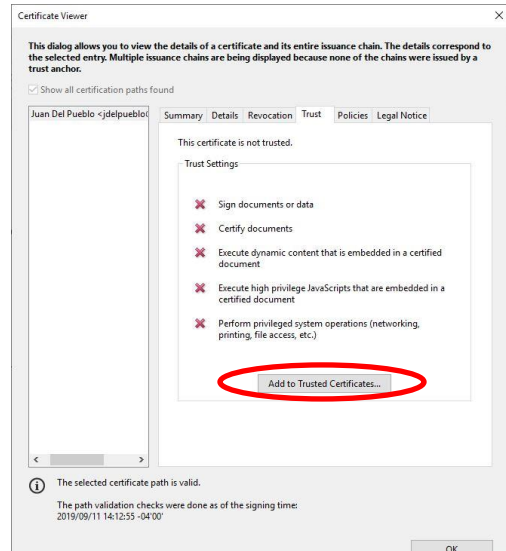 Certificate Viewer
This dialog allows you to view the details of a certificate and its entire issuance chain. The details correspond to
the selected entry. Multiple issuance chains are being displayed because none of the chains were issued by a
trust anchor.
Show all certification paths found
Juan Del Pueblo <jdelpueblo(
Summary Details Revocation Trust Policies Legal Notice
This certificate is not trusted.
Trust Settings
Sign documents or data
Certify documents
Execute dynamic content that is embedded in a certified
document
Execute high privilege JavaScripts that are embedded in a
certified document
Perform privileged system operations (networking,
printing, file access, etc.)
Add to Trusted Certificates...
The selected certificate path is valid.
The path validation checks were done as of the signing time:
2019/09/11 14:12:55 -04'00'
OK